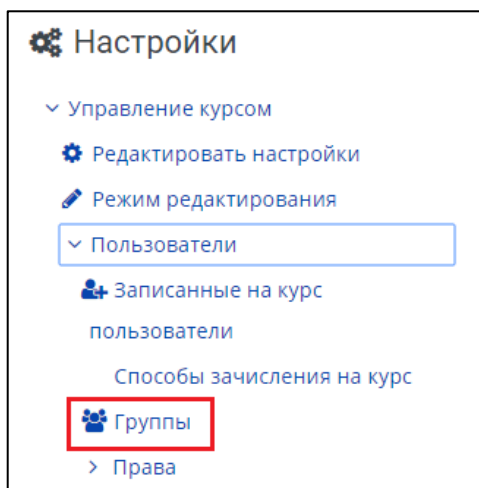 Настройки
Управление курсом
Редактировать настройки
Режим редактирования
Пользователи
Записанные на курс
пользователи
Способы зачисления на курс
Группы
Права